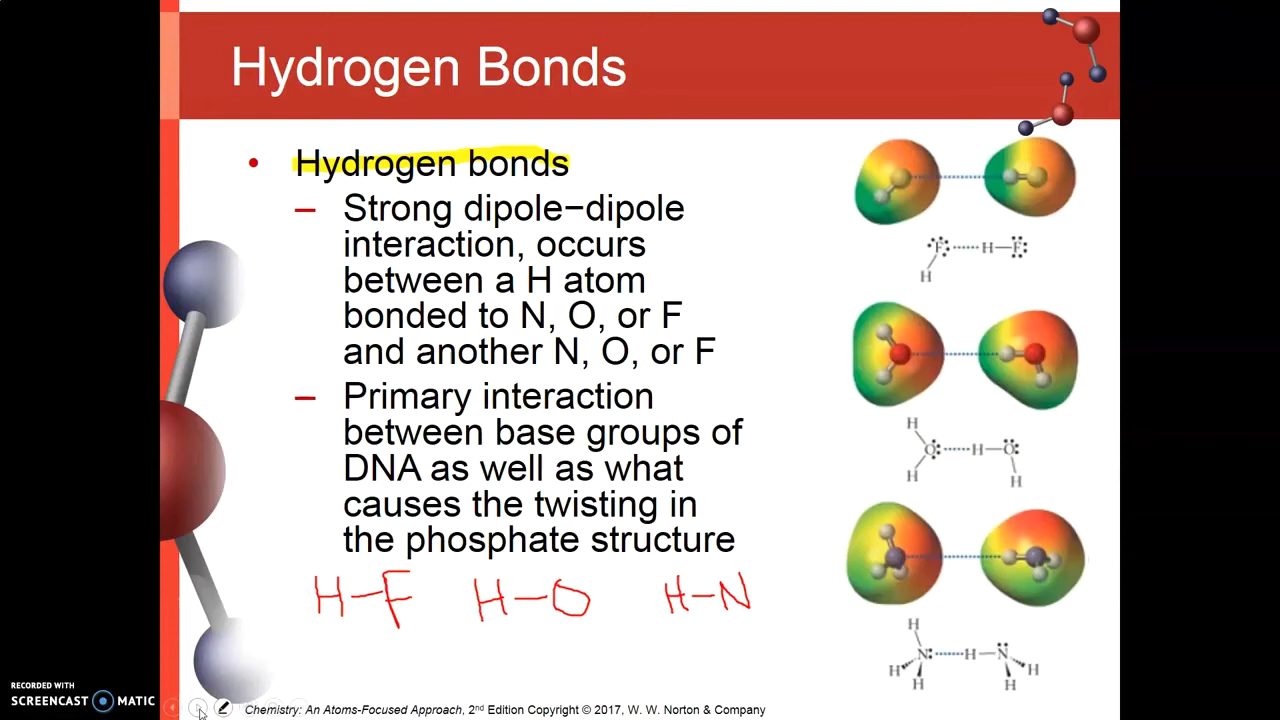 Hydrogen Bonds
• Hydrogen bonds
– Strong dipole–dipole
interaction, occurs
between a H atom
bonded to N, O, or F
and another N, O, or F
– Primary interaction
between base groups of
DNA as well as what
causes the twisting in
the phosphate structure
H–F H–O H–N
F H–F
H
H
O H–O
H H
H
N H–N
H H H
H
RECORDED WITH
SCREENCAST MATIC
Chemistry: An Atoms-Focused Approach, 2nd Edition Copyright © 2017, W. W. Norton & Company